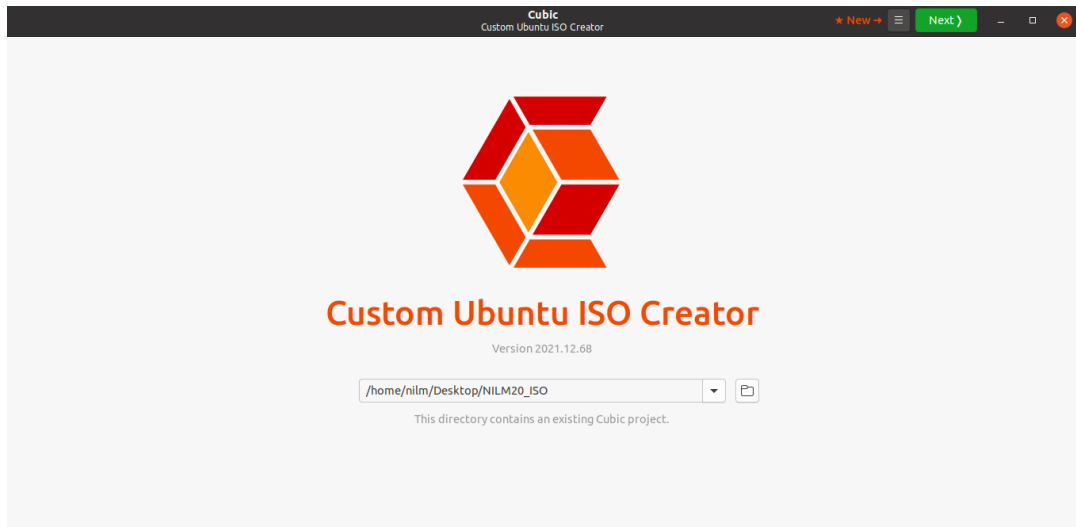 Cubic
Custom Ubuntu ISO Creator
★ New → ☰ Next ❭
Custom Ubuntu ISO Creator
Version 2021.12.68
/home/nilm/Desktop/NILM20_ISO
This directory contains an existing Cubic project.